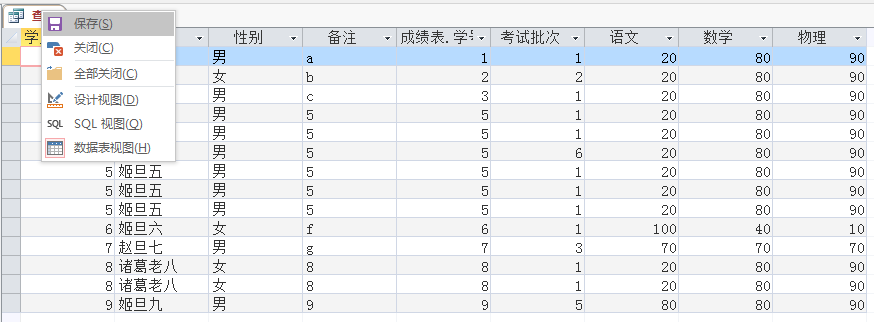 查
保存(S)
关闭(C)
全部关闭(C)
设计视图(D)
SQL SQL 视图(Q)
数据表视图(H)
学 性别 备注 成绩表.学号 考试批次 语文 数学 物理
男 a 1 1 20 80 90
女 b 2 2 20 80 90
男 c 3 1 20 80 90
男 5 5 1 20 80 90
男 5 5 1 20 80 90
男 5 5 6 20 80 90
5 姬旦五 男 5 5 1 20 80 90
5 姬旦五 男 5 5 1 20 80 90
5 姬旦五 男 5 5 1 20 80 90
6 姬旦六 女 f 6 1 100 40 10
7 赵旦七 男 g 7 3 70 70 70
8 诸葛老八 女 8 8 1 20 80 90
8 诸葛老八 女 8 8 1 20 80 90
9 姬旦九 男 9 9 5 80 80 90